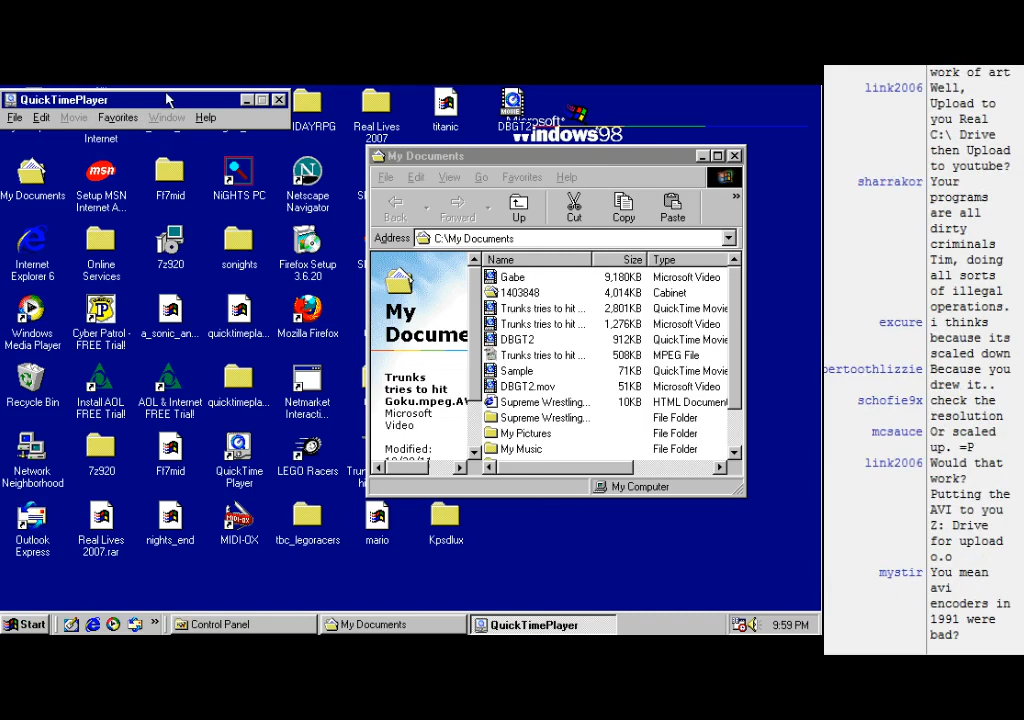 QuickTimePlayer
File Edit Movie Favorites Window Help
Internet
IDAYRPG
Real Lives
2007
titanic
DBGT2
Microsoft
Windows98
My Documents
Setup MSN
Internet A...
Ff7mid
NiGHTS PC
Netscape
Navigator
Internet
Explorer 6
Online
Services
7z920
sonights
Firefox Setup
3.6.20
Windows
Media Player
Cyber Patrol -
FREE Trial!
a_sonic_an...
quicktimepla...
Mozilla Firefox
Recycle Bin
Install AOL
FREE Trial!
AOL & Internet
FREE Trial!
quicktimepla...
Netmarket
Interacti...
Network
Neighborhood
7z920
Ff7mid
QuickTime
Player
LEGO Racers
Outlook
Express
Real Lives
2007.rar
nights_end
MIDI-OX
tbc_legoracers
mario
Kpsdlux
My Documents
File Edit View Go Favorites Help
Back Forward Up Cut Copy Paste »
Address C:\My Documents
My
Docume
Trunks
tries to hit
Goku.mpeg.AV
Microsoft
Video
Modified:
Name Size Type
Gabe 9,180KB Microsoft Video
1403848 4,014KB Cabinet
Trunks tries to hit ... 2,801KB QuickTime Movie
Trunks tries to hit ... 1,276KB Microsoft Video
DBGT2 912KB QuickTime Movie
Trunks tries to hit ... 508KB MPEG File
Sample 71KB QuickTime Movie
DBGT2.mov 51KB Microsoft Video
Supreme Wrestling... 10KB HTML Document
Supreme Wrestling... File Folder
My Pictures File Folder
My Music File Folder
My Computer
Start » Control Panel My Documents QuickTimePlayer 9:59 PM
work of art
link2006 Well,
Upload to
you Real
C:\ Drive
then Upload
to youtube?
sharrakor Your
programs
are all
dirty
criminals
Tim, doing
all sorts
of illegal
operations.
excure i thinks
because its
scaled down
pertoothlizzie Because you
drew it..
schofie9x check the
resolution
mcsauce Or scaled
up. =P
link2006 Would that
work?
Putting the
AVI to you
Z: Drive
for upload
o.o
mystir You mean
avi
encoders in
1991 were
bad?